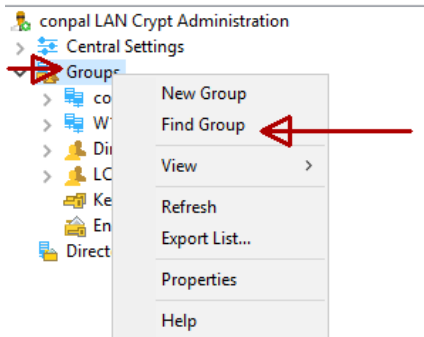 conpal LAN Crypt Administration
Central Settings
Groups
New Group
Find Group
View
Refresh
Export List...
Properties
Help